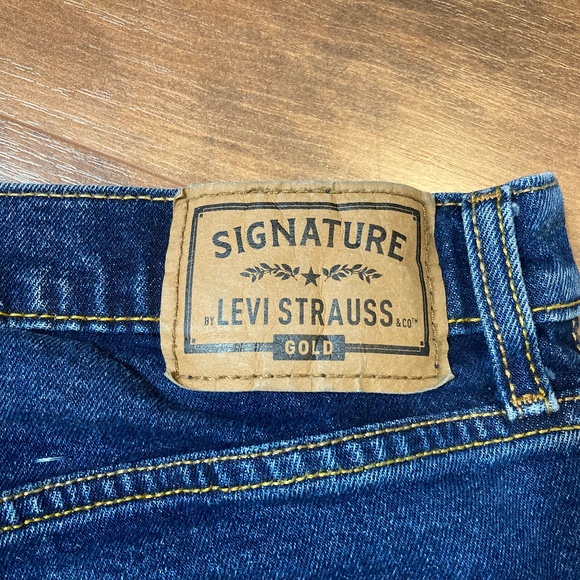 SIGNATURE
BY LEVI STRAUSS & CO™
GOLD